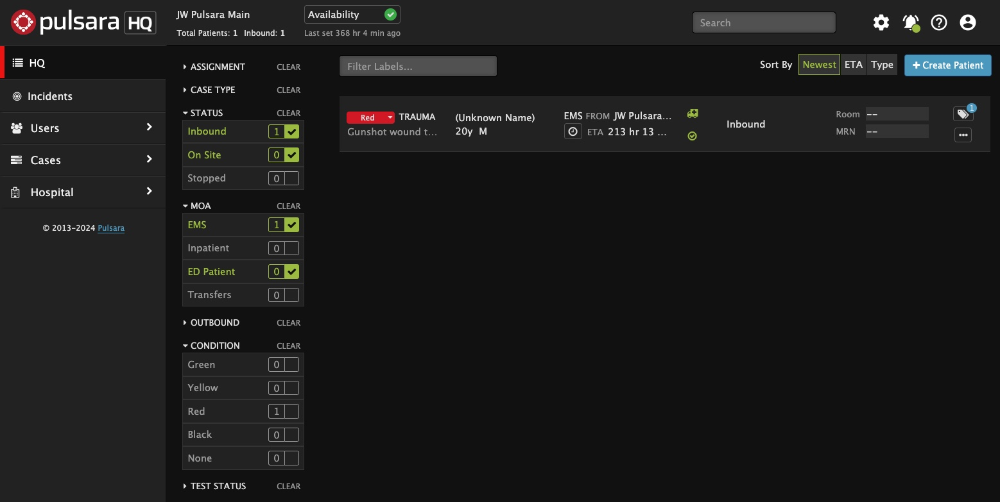 pulsara HQ
JW Pulsara Main
Total Patients: 1 Inbound: 1
Availability
Last set 368 hr 4 min ago
Search
HQ
Incidents
Users
Cases
Hospital
© 2013-2024 Pulsara
ASSIGNMENT CLEAR
CASE TYPE CLEAR
STATUS CLEAR
Inbound 1
On Site 0
Stopped 0
MOA CLEAR
EMS 1
Inpatient 0
ED Patient 0
Transfers 0
OUTBOUND CLEAR
CONDITION CLEAR
Green 0
Yellow 0
Red 1
Black 0
None 0
TEST STATUS CLEAR
Filter Labels...
Sort By Newest ETA Type + Create Patient
Red TRAUMA
Gunshot wound t...
(Unknown Name)
20y M
EMS FROM JW Pulsara...
ETA 213 hr 13 ...
Inbound
Room --
MRN --
1